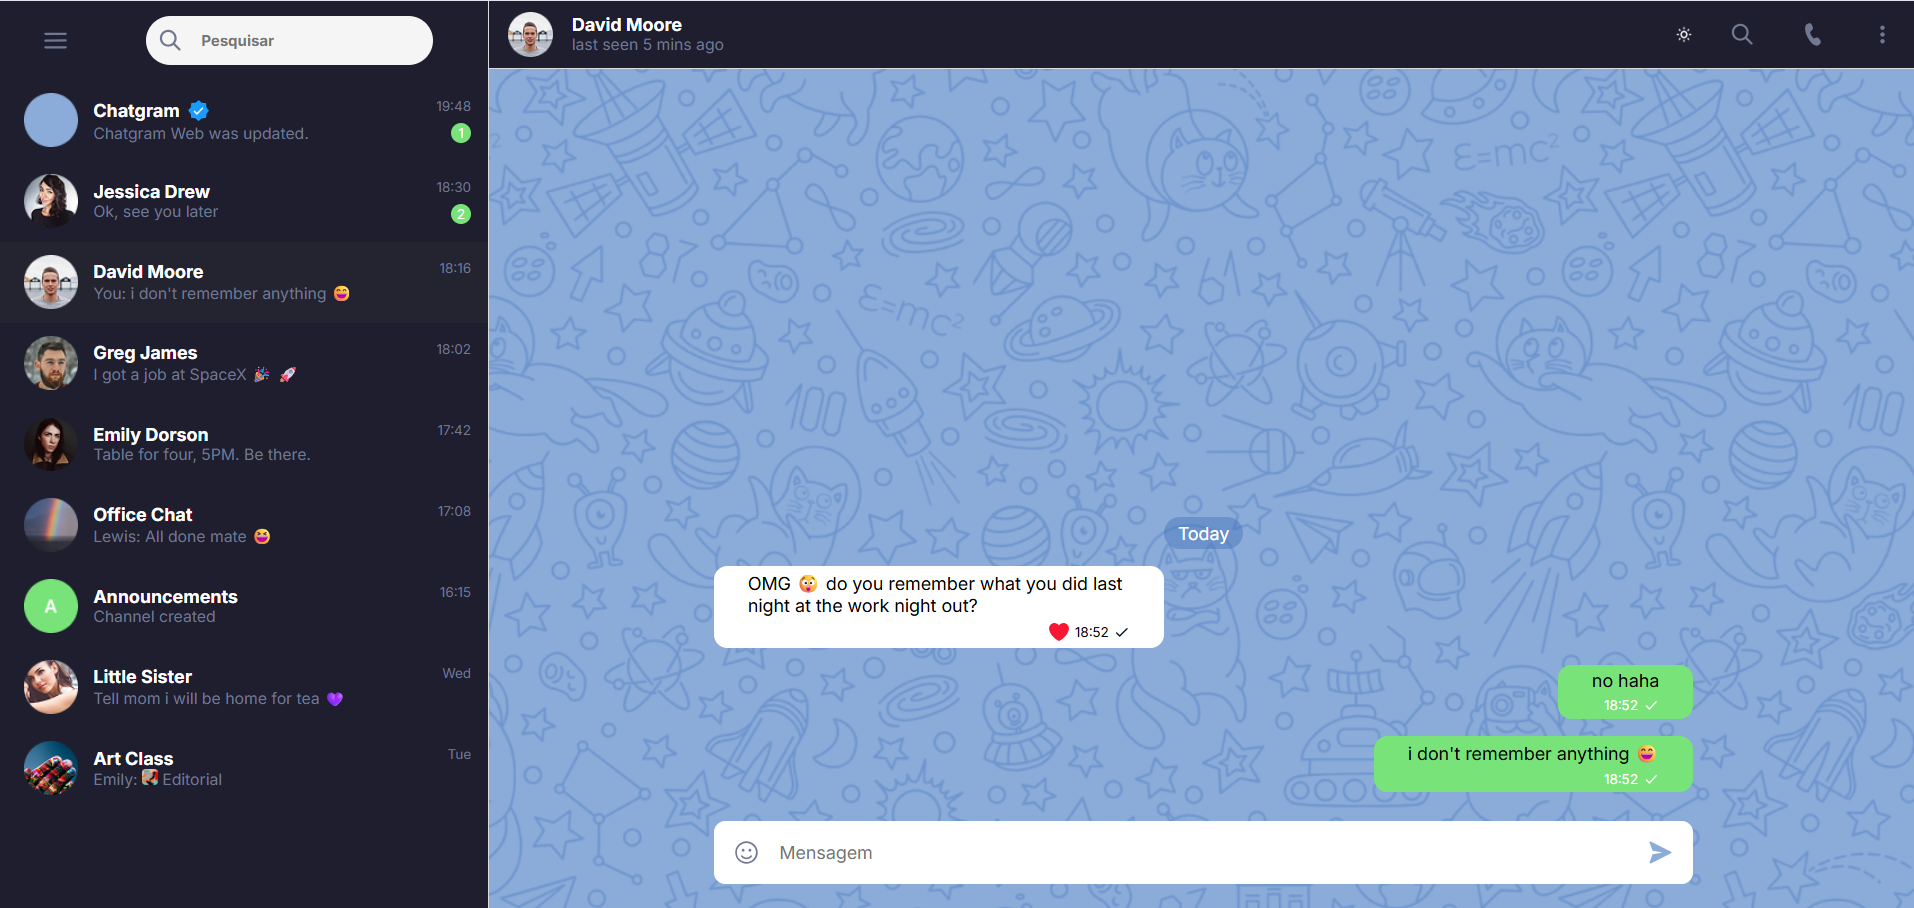 Pesquisar
Chatgram
19:48
Chatgram Web was updated.
1
Jessica Drew
18:30
Ok, see you later
2
David Moore
18:16
You: i don't remember anything 😄
Greg James
18:02
I got a job at SpaceX 🎉 🚀
Emily Dorson
17:42
Table for four, 5PM. Be there.
Office Chat
17:08
Lewis: All done mate 😆
A
Announcements
16:15
Channel created
Little Sister
Wed
Tell mom i will be home for tea 💜
Art Class
Tue
Emily: Editorial
David Moore
last seen 5 mins ago
Ɛ=mc²
Ɛ=mc²
Today
OMG 😳 do you remember what you did last
night at the work night out?
❤️ 18:52 ✓
no haha
18:52 ✓
i don't remember anything 😄
18:52 ✓
Mensagem